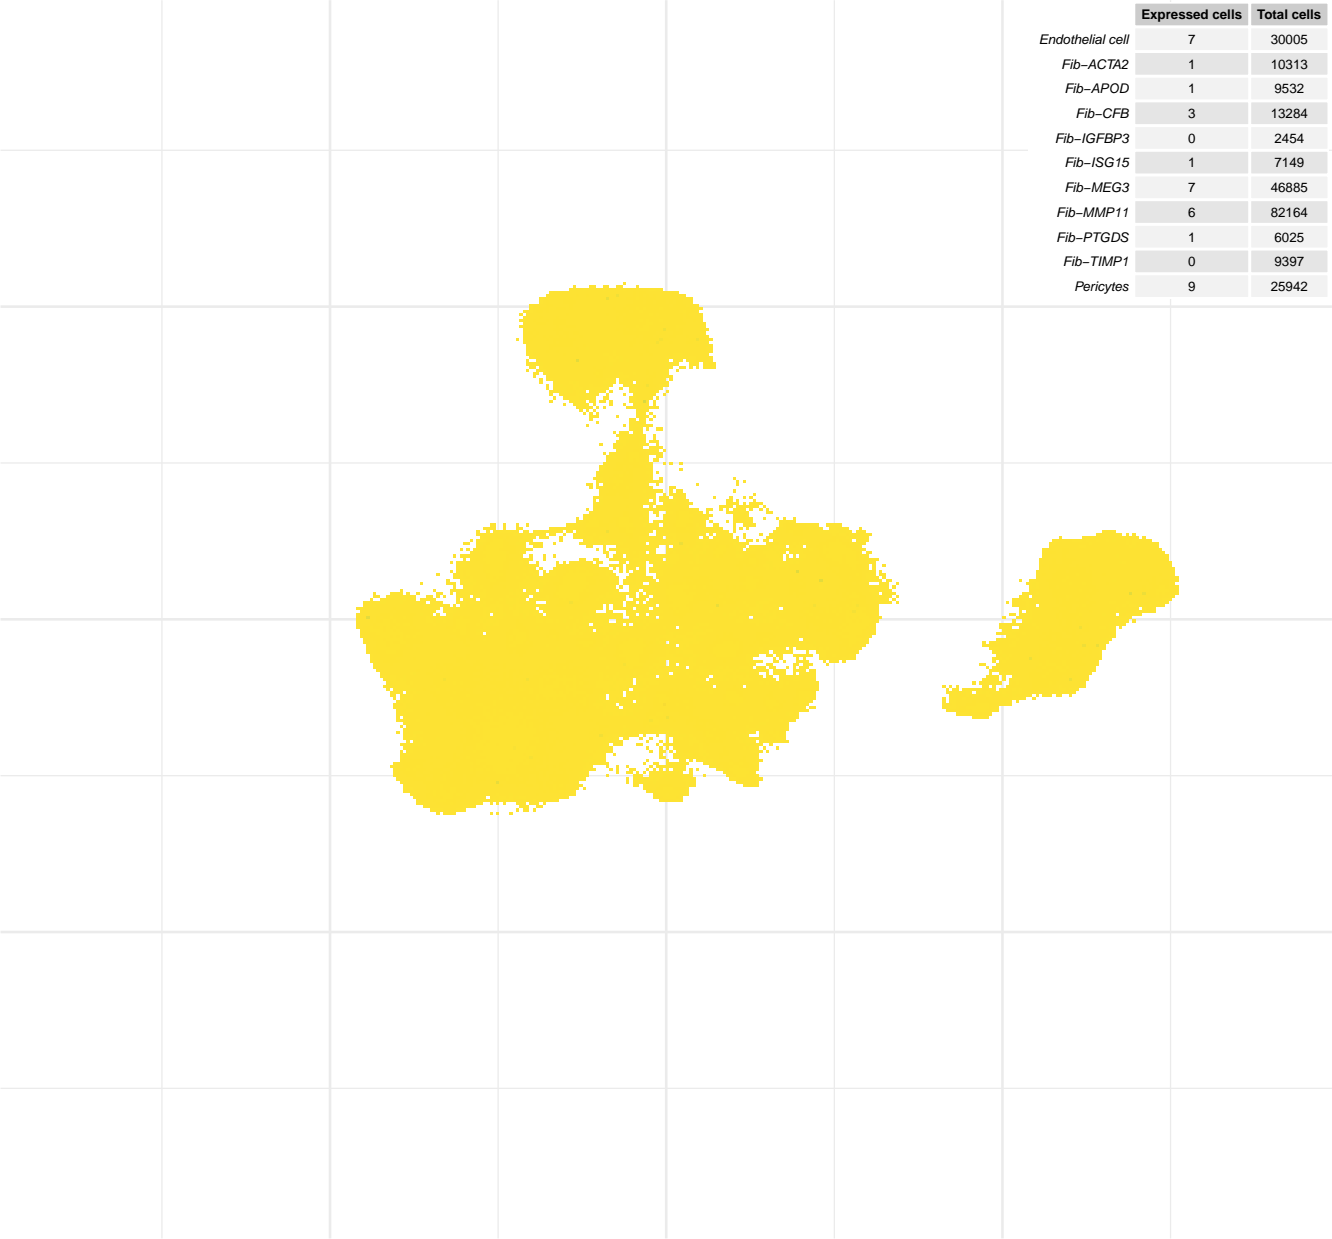 Expressed cells Total cells
Endothelial cell 7 30005
Fib−ACTA2 1 10313
Fib−APOD 1 9532
Fib−CFB 3 13284
Fib−IGFBP3 0 2454
Fib−ISG15 1 7149
Fib−MEG3 7 46885
Fib−MMP11 6 82164
Fib−PTGDS 1 6025
Fib−TIMP1 0 9397
Pericytes 9 25942